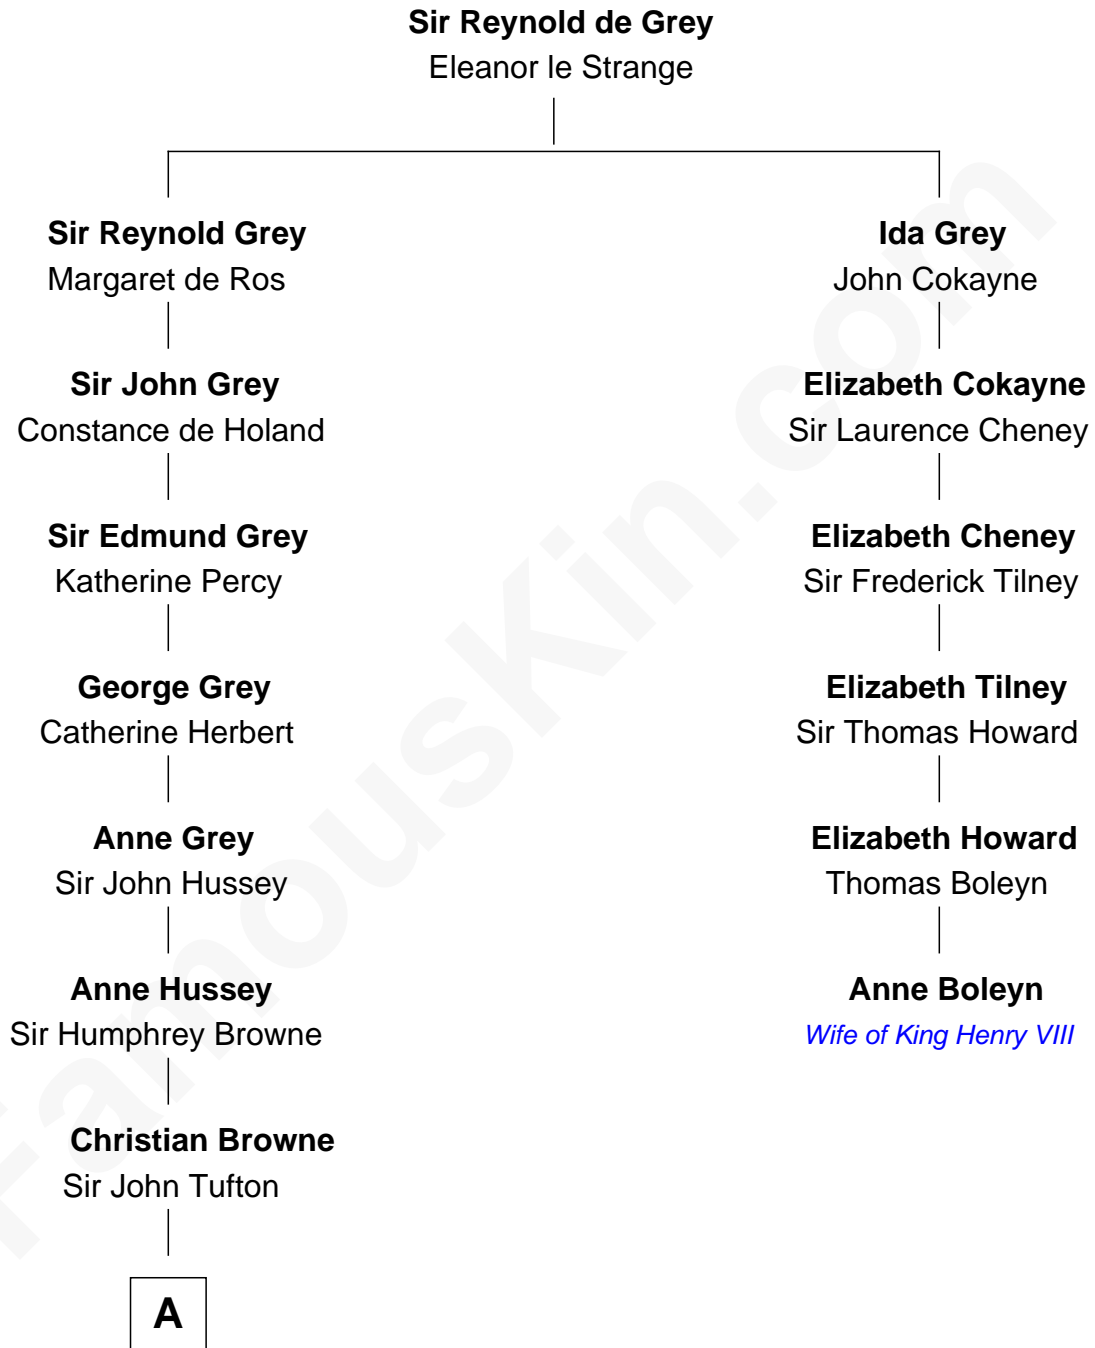 Sir Reynold de Grey
Eleanor le Strange
Sir Reynold Grey
Margaret de Ros
Ida Grey
John Cokayne
Sir John Grey
Constance de Holand
Elizabeth Cokayne
Sir Laurence Cheney
Sir Edmund Grey
Katherine Percy
Elizabeth Cheney
Sir Frederick Tilney
George Grey
Catherine Herbert
Elizabeth Tilney
Sir Thomas Howard
Anne Grey
Sir John Hussey
Elizabeth Howard
Thomas Boleyn
Anne Hussey
Sir Humphrey Browne
Anne Boleyn
Wife of King Henry VIII
Christian Browne
Sir John Tufton
A
FamousKin.com